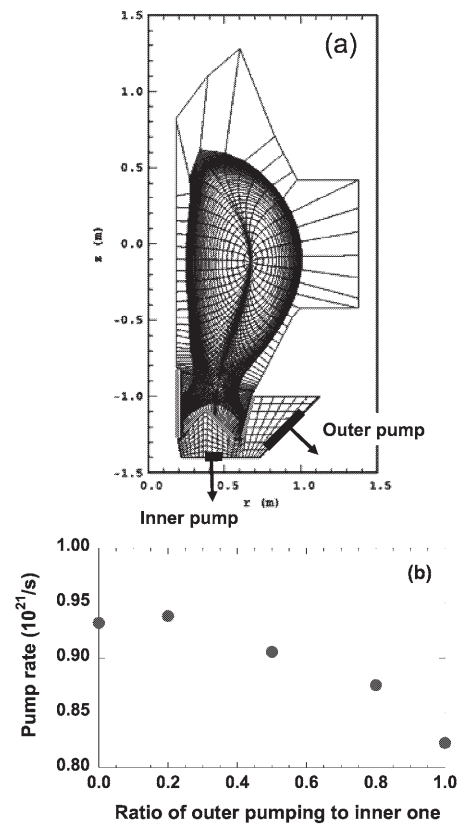 (a)
1.5
1.0
0.5
0.0
-0.5
-1.0
-1.5
z (m)
0.0 0.5 1.0 1.5
r (m)
Outer pump
Inner pump
(b)
1.00
0.95
0.90
0.85
0.80
Pump rate (10²¹/s)
0.0 0.2 0.4 0.6 0.8 1.0
Ratio of outer pumping to inner one